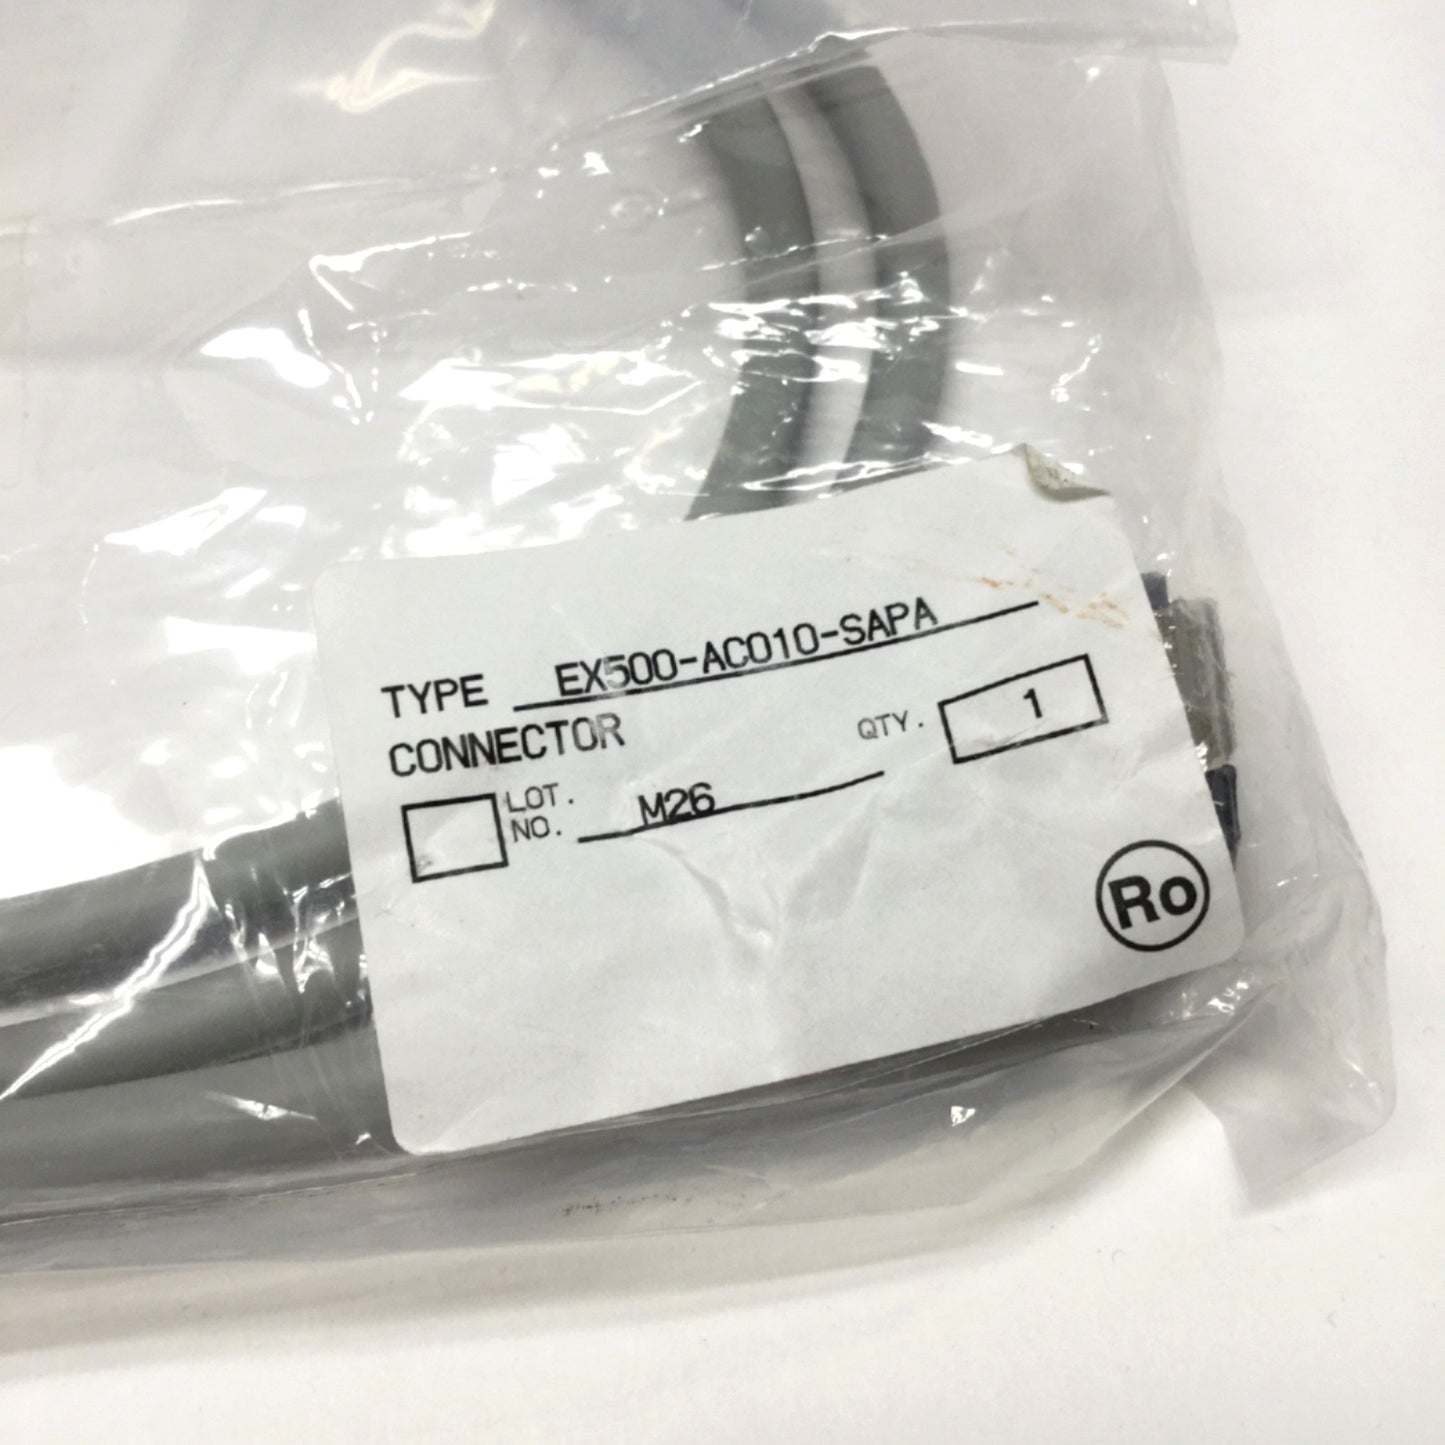 TYPE EX500-AC010-SAPA
CONNECTOR
QTY. 1
LOT. NO. M26
Ro